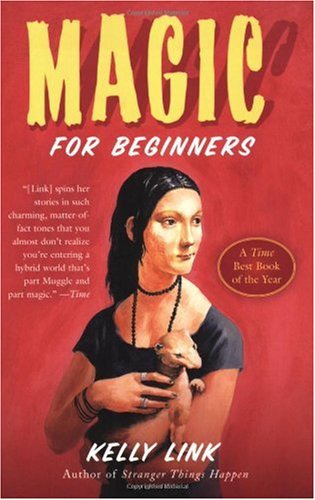 MAGIC
FOR BEGINNERS
“[Link] spins her
stories in such
charming, matter-
of-fact tones that you
almost don’t realize
you’re entering a
hybrid world that’s
part Muggle and
part magic.” —Time
A Time
Best Book
of the Year
KELLY LINK
Author of Stranger Things Happen
Copyrighted Material